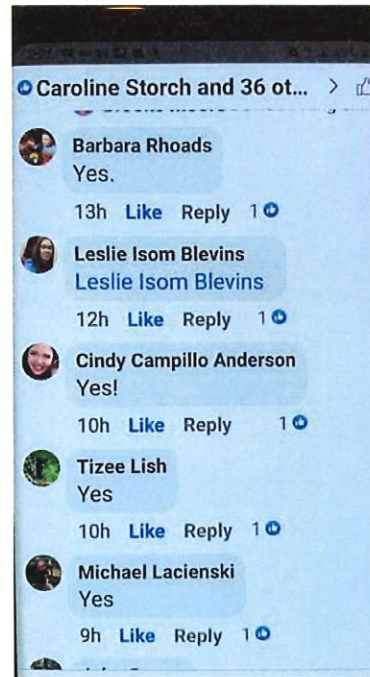 Caroline Storch and 36 ot... >
Barbara Rhoads
Yes.
13h Like Reply 1
Leslie Isom Blevins
Leslie Isom Blevins
12h Like Reply 1
Cindy Campillo Anderson
Yes!
10h Like Reply 1
Tizee Lish
Yes
10h Like Reply 1
Michael Lacienski
Yes
9h Like Reply 1